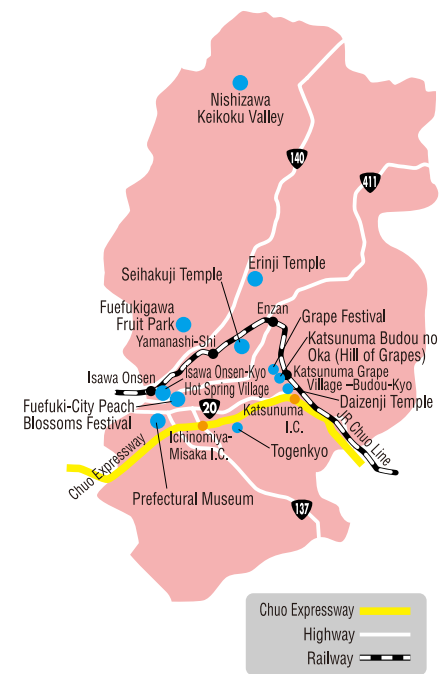 Nishizawa
Keikoku Valley
140
411
Erinji Temple
Seihakuji Temple
Enzan
Grape Festival
Fuefukigawa
Fruit Park
Yamanashi-Shi
Katsunuma Budou no
Oka (Hill of Grapes)
Isawa Onsen
Isawa Onsen-Kyo
Hot Spring Village
Katsunuma Grape
Village –Budou-Kyo
Daizenji Temple
Fuefuki-City Peach
Blossoms Festival
20
Katsunuma
I.C.
JR Chuo Line
Ichinomiya-
Misaka I.C.
Togenkyo
Chuo Expressway
Prefectural Museum
137
Chuo Expressway
Highway
Railway